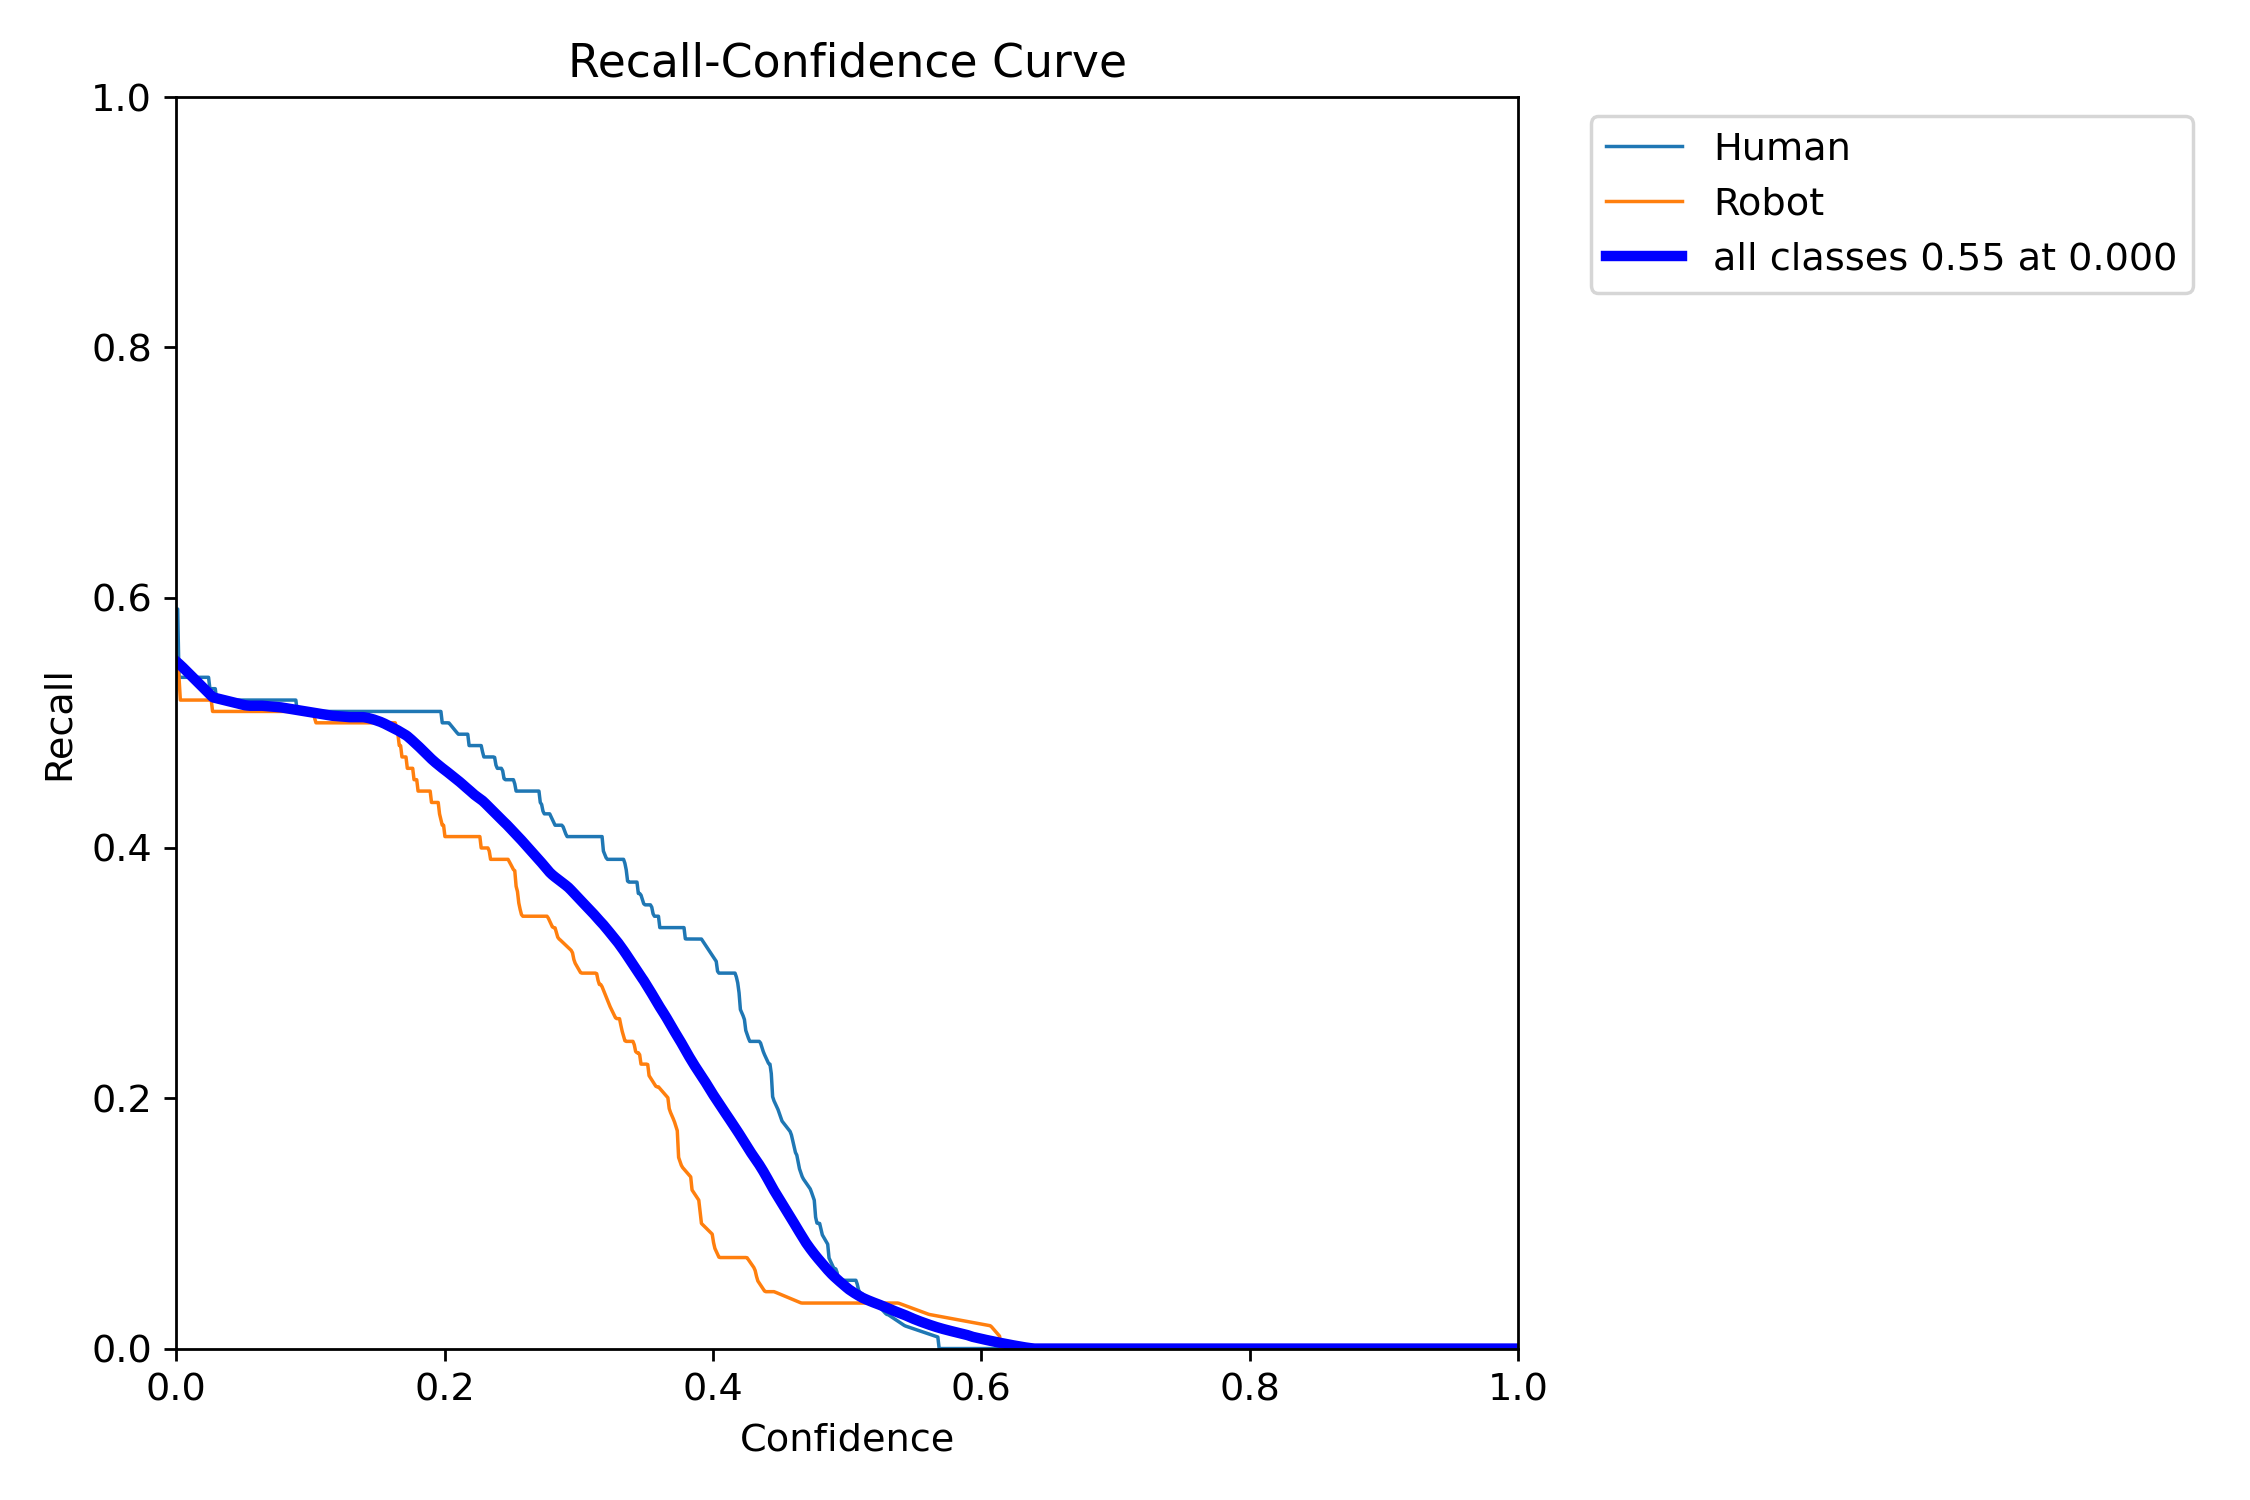 Recall-Confidence Curve
1.0
0.8
0.6
0.4
0.2
0.0
Recall
0.0 0.2 0.4 0.6 0.8 1.0
Confidence
Human
Robot
all classes 0.55 at 0.000